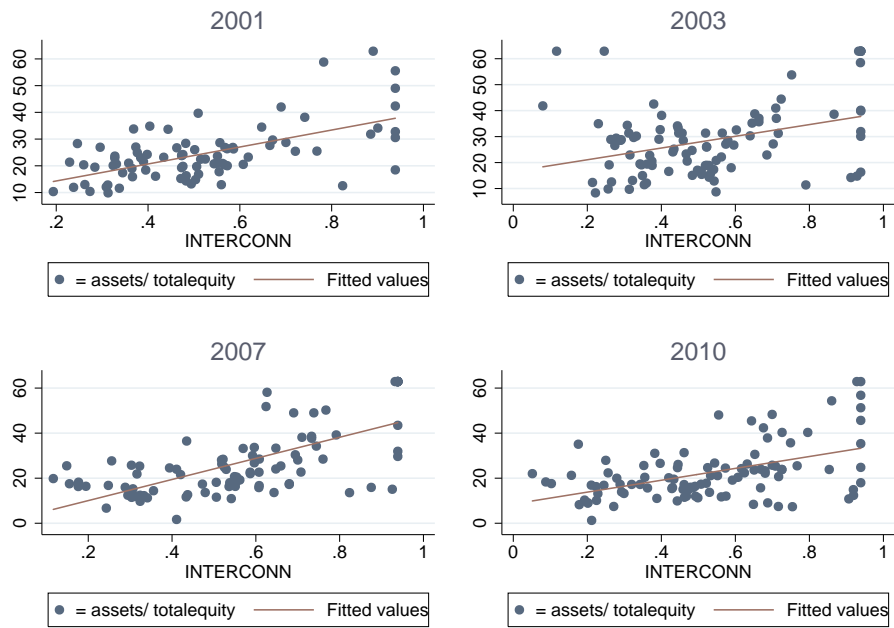 2001
60
50
40
30
20
10
.2 .4 .6 .8 1
INTERCONN
= assets/ totalequity Fitted values
2003
60
50
40
30
20
10
0 .2 .4 .6 .8 1
INTERCONN
= assets/ totalequity Fitted values
2007
60
40
20
0
.2 .4 .6 .8 1
INTERCONN
= assets/ totalequity Fitted values
2010
60
40
20
0
0 .2 .4 .6 .8 1
INTERCONN
= assets/ totalequity Fitted values